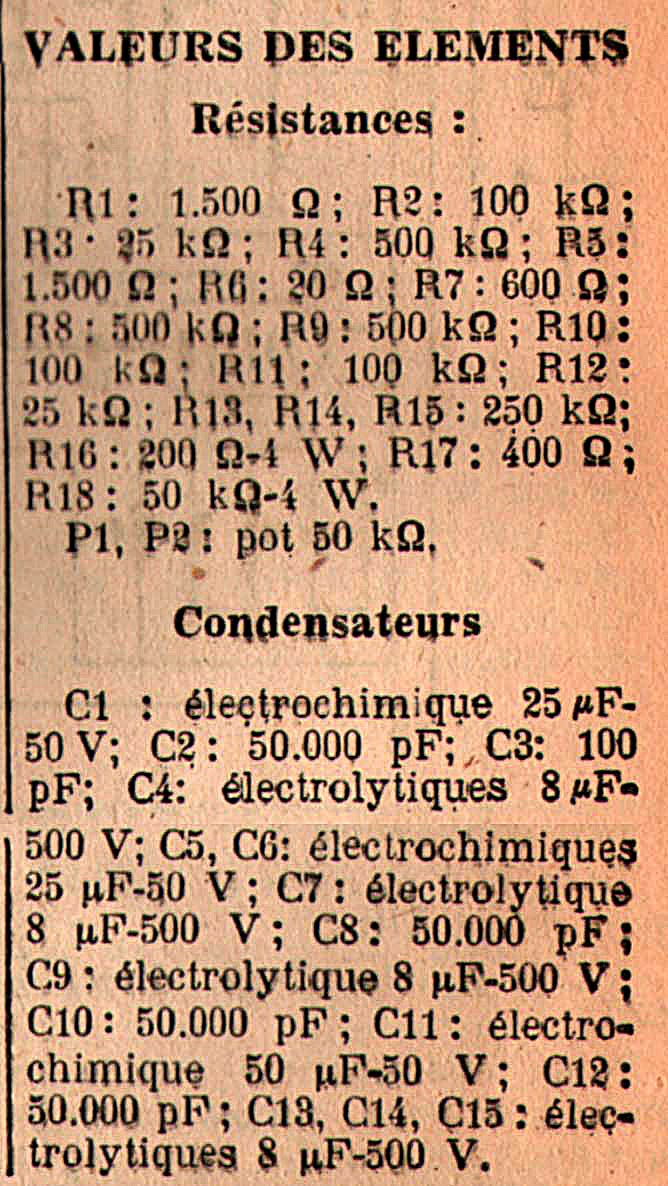 VALEURS DES ELEMENTS
Résistances :
R1 : 1.500 Ω ; R2 : 100 kΩ ;
R3 : 25 kΩ ; R4 : 500 kΩ ; R5 :
1.500 Ω ; R6 : 20 Ω ; R7 : 600 Ω ;
R8 : 500 kΩ ; R9 : 500 kΩ ; R10 :
100 kΩ ; R11 : 100 kΩ ; R12 :
25 kΩ ; R13, R14, R15 : 250 kΩ;
R16 : 200 Ω-4 W ; R17 : 400 Ω ;
R18 : 50 kΩ-4 W.
P1, P2 : pot 50 kΩ.
Condensateurs
C1 : électrochimique 25 µF-
50 V; C2 : 50.000 pF; C3: 100
pF; C4: électrolytiques 8 µF-
500 V; C5, C6: électrochimiques
25 µF-50 V ; C7 : électrolytique
8 µF-500 V ; C8 : 50.000 pF ;
C9 : électrolytique 8 µF-500 V ;
C10 : 50.000 pF ; C11 : électro-
chimique 50 µF-50 V ; C12 :
50.000 pF ; C13, C14, C15 : élec-
trolytiques 8 µF-500 V.